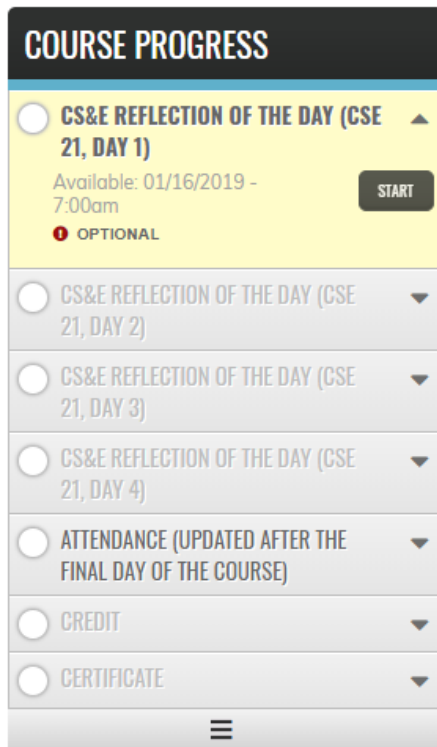 COURSE PROGRESS
CS&E REFLECTION OF THE DAY (CSE
21, DAY 1)
Available: 01/16/2019 -
7:00am
START
OPTIONAL
CS&E REFLECTION OF THE DAY (CSE
21, DAY 2)
CS&E REFLECTION OF THE DAY (CSE
21, DAY 3)
CS&E REFLECTION OF THE DAY (CSE
21, DAY 4)
ATTENDANCE (UPDATED AFTER THE
FINAL DAY OF THE COURSE)
CREDIT
CERTIFICATE